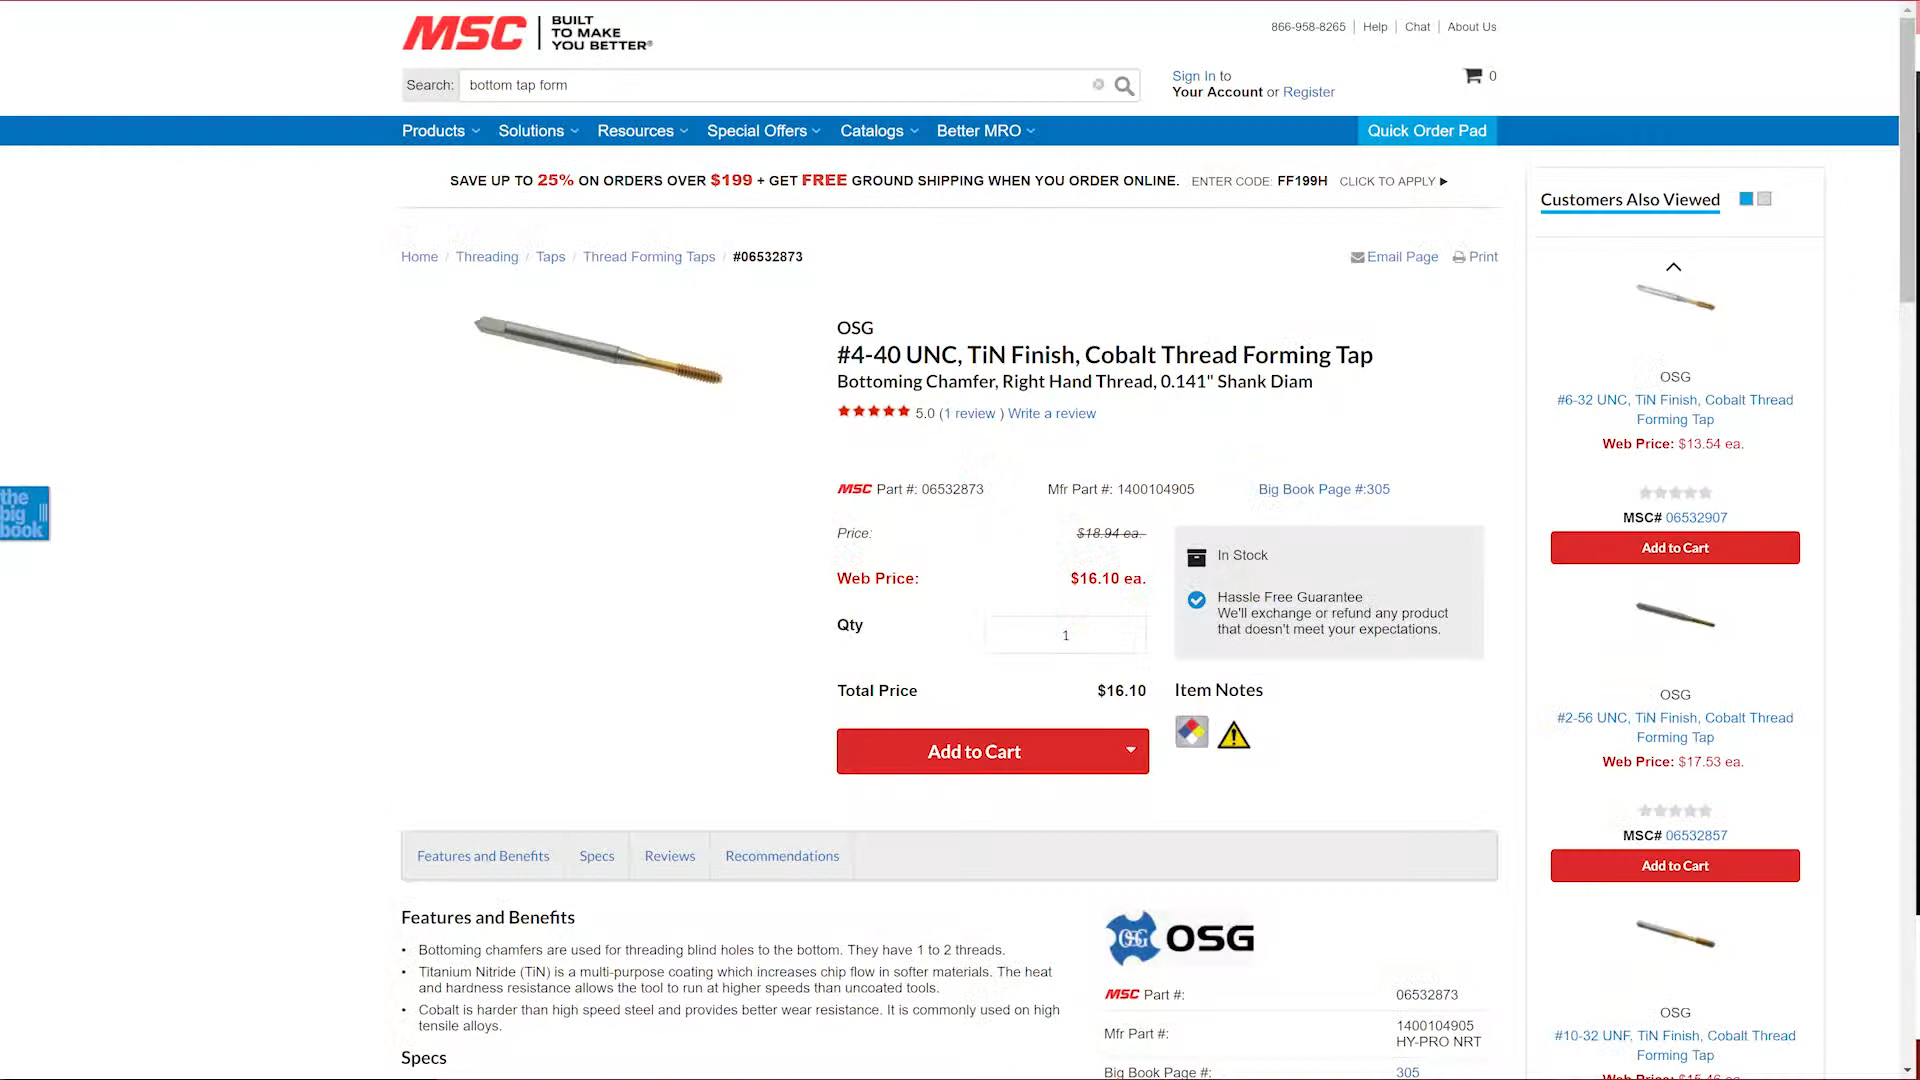 MSC
BUILT
TO MAKE
YOU BETTER®
866-958-8265 | Help | Chat | About Us
Search: bottom tap form
Sign In to
Your Account or Register
0
Products Solutions Resources Special Offers Catalogs Better MRO Quick Order Pad
SAVE UP TO 25% ON ORDERS OVER $199 + GET FREE GROUND SHIPPING WHEN YOU ORDER ONLINE. ENTER CODE: FF199H CLICK TO APPLY
Home / Threading / Taps / Thread Forming Taps / #06532873
Email Page Print
OSG
#4-40 UNC, TiN Finish, Cobalt Thread Forming Tap
Bottoming Chamfer, Right Hand Thread, 0.141" Shank Diam
5.0 (1 review ) Write a review
MSC Part #: 06532873 Mfr Part #: 1400104905 Big Book Page #:305
Price: $18.94 ea.
Web Price: $16.10 ea.
Qty 1
Total Price $16.10
Add to Cart
In Stock
Hassle Free Guarantee
We'll exchange or refund any product
that doesn't meet your expectations.
Item Notes
the
big
book
Features and Benefits Specs Reviews Recommendations
Features and Benefits
• Bottoming chamfers are used for threading blind holes to the bottom. They have 1 to 2 threads.
• Titanium Nitride (TiN) is a multi-purpose coating which increases chip flow in softer materials. The heat
and hardness resistance allows the tool to run at higher speeds than uncoated tools.
• Cobalt is harder than high speed steel and provides better wear resistance. It is commonly used on high
tensile alloys.
Specs
OSG OSG
MSC Part #: 06532873
Mfr Part #: 1400104905
HY-PRO NRT
Big Book Page #: 305
Customers Also Viewed
OSG
#6-32 UNC, TiN Finish, Cobalt Thread
Forming Tap
Web Price: $13.54 ea.
MSC# 06532907
Add to Cart
OSG
#2-56 UNC, TiN Finish, Cobalt Thread
Forming Tap
Web Price: $17.53 ea.
MSC# 06532857
Add to Cart
OSG
#10-32 UNF, TiN Finish, Cobalt Thread
Forming Tap
Web Price: $15.46 ea.